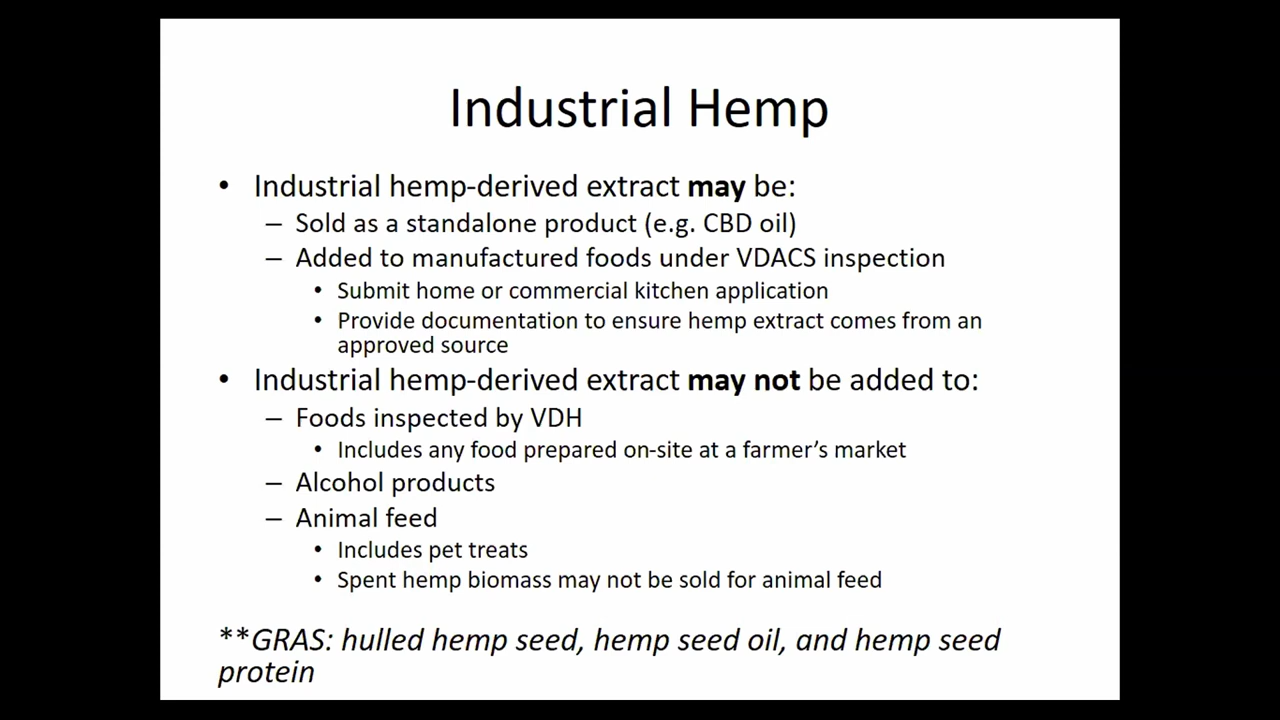 Industrial Hemp
• Industrial hemp-derived extract may be:
– Sold as a standalone product (e.g. CBD oil)
– Added to manufactured foods under VDACS inspection
• Submit home or commercial kitchen application
• Provide documentation to ensure hemp extract comes from an
approved source
• Industrial hemp-derived extract may not be added to:
– Foods inspected by VDH
• Includes any food prepared on-site at a farmer’s market
– Alcohol products
– Animal feed
• Includes pet treats
• Spent hemp biomass may not be sold for animal feed
**GRAS: hulled hemp seed, hemp seed oil, and hemp seed
protein